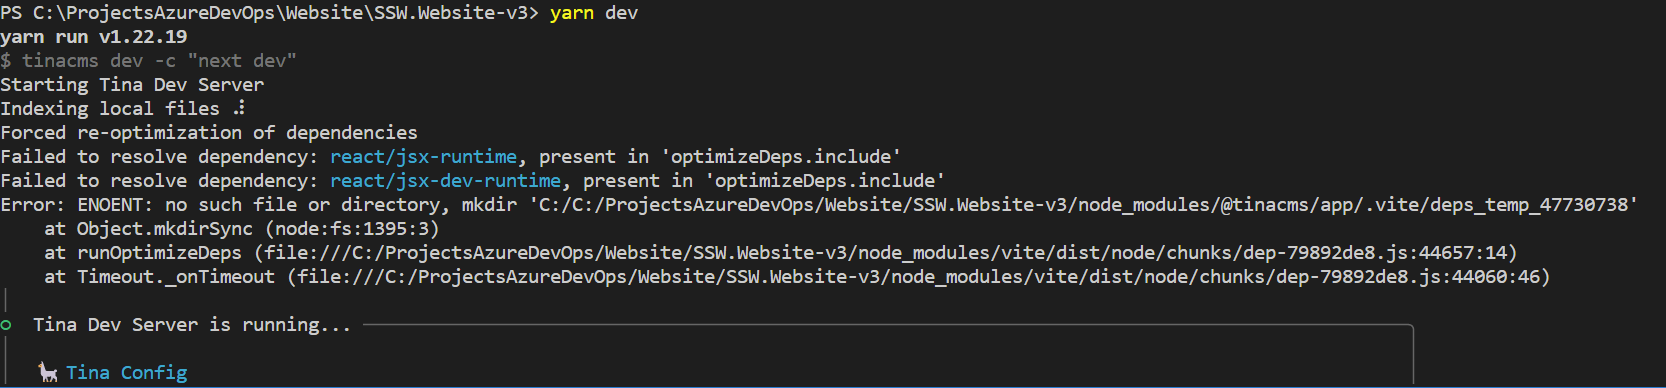 PS C:\ProjectsAzureDevOps\Website\SSW.Website-v3> yarn dev
yarn run v1.22.19
$ tinacms dev -c "next dev"
Starting Tina Dev Server
Indexing local files ⠼
Forced re-optimization of dependencies
Failed to resolve dependency: react/jsx-runtime, present in 'optimizeDeps.include'
Failed to resolve dependency: react/jsx-dev-runtime, present in 'optimizeDeps.include'
Error: ENOENT: no such file or directory, mkdir 'C:/C:/ProjectsAzureDevOps/Website/SSW.Website-v3/node_modules/@tinacms/app/.vite/deps_temp_47730738'
at Object.mkdirSync (node:fs:1395:3)
at runOptimizeDeps (file:///C:/ProjectsAzureDevOps/Website/SSW.Website-v3/node_modules/vite/dist/node/chunks/dep-79892de8.js:44657:14)
at Timeout._onTimeout (file:///C:/ProjectsAzureDevOps/Website/SSW.Website-v3/node_modules/vite/dist/node/chunks/dep-79892de8.js:44060:46)
Tina Dev Server is running...
🦙 Tina Config